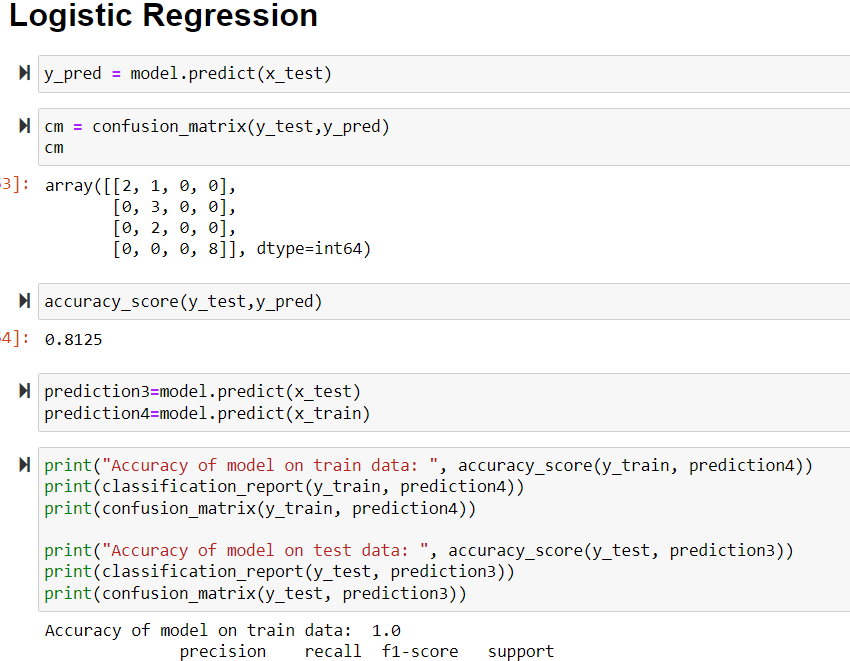 Logistic Regression
y_pred = model.predict(x_test)
cm = confusion_matrix(y_test,y_pred)
cm
3]: array([[2, 1, 0, 0],
[0, 3, 0, 0],
[0, 2, 0, 0],
[0, 0, 0, 8]], dtype=int64)
accuracy_score(y_test,y_pred)
4]: 0.8125
prediction3=model.predict(x_test)
prediction4=model.predict(x_train)
print("Accuracy of model on train data: ", accuracy_score(y_train, prediction4))
print(classification_report(y_train, prediction4))
print(confusion_matrix(y_train, prediction4))
print("Accuracy of model on test data: ", accuracy_score(y_test, prediction3))
print(classification_report(y_test, prediction3))
print(confusion_matrix(y_test, prediction3))
Accuracy of model on train data:  1.0
precision    recall  f1-score   support